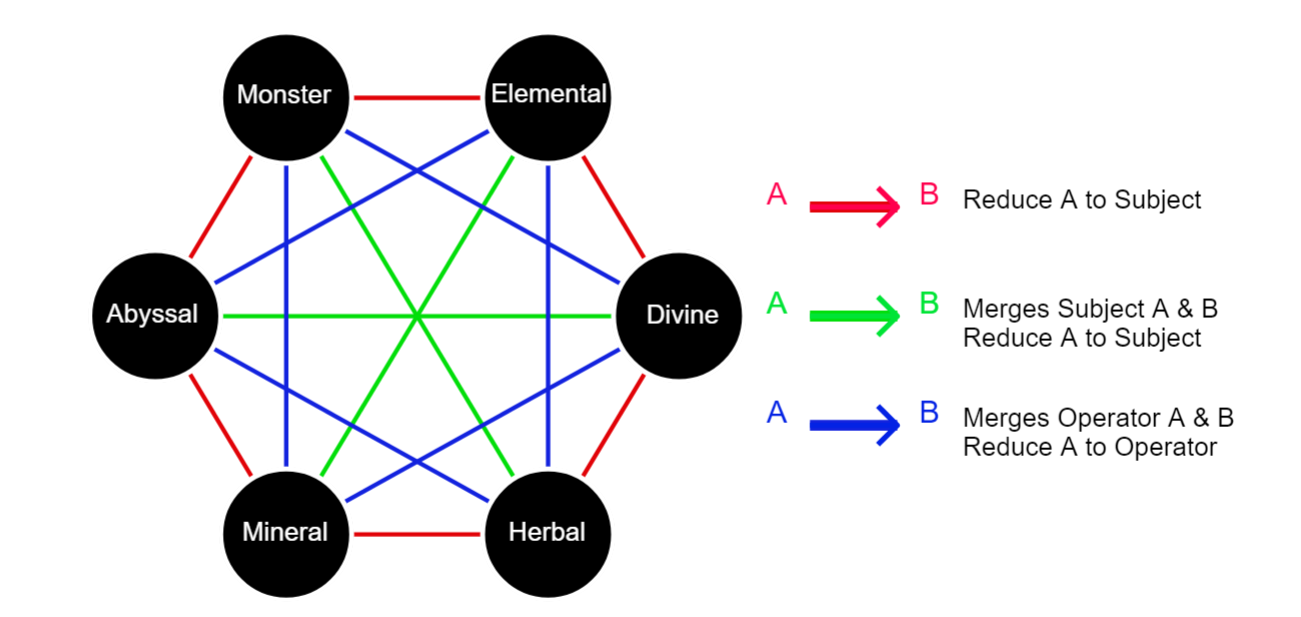 Monster
Elemental
Abyssal
Divine
Mineral
Herbal
A B Reduce A to Subject
A B Merges Subject A & B
Reduce A to Subject
A B Merges Operator A & B
Reduce A to Operator